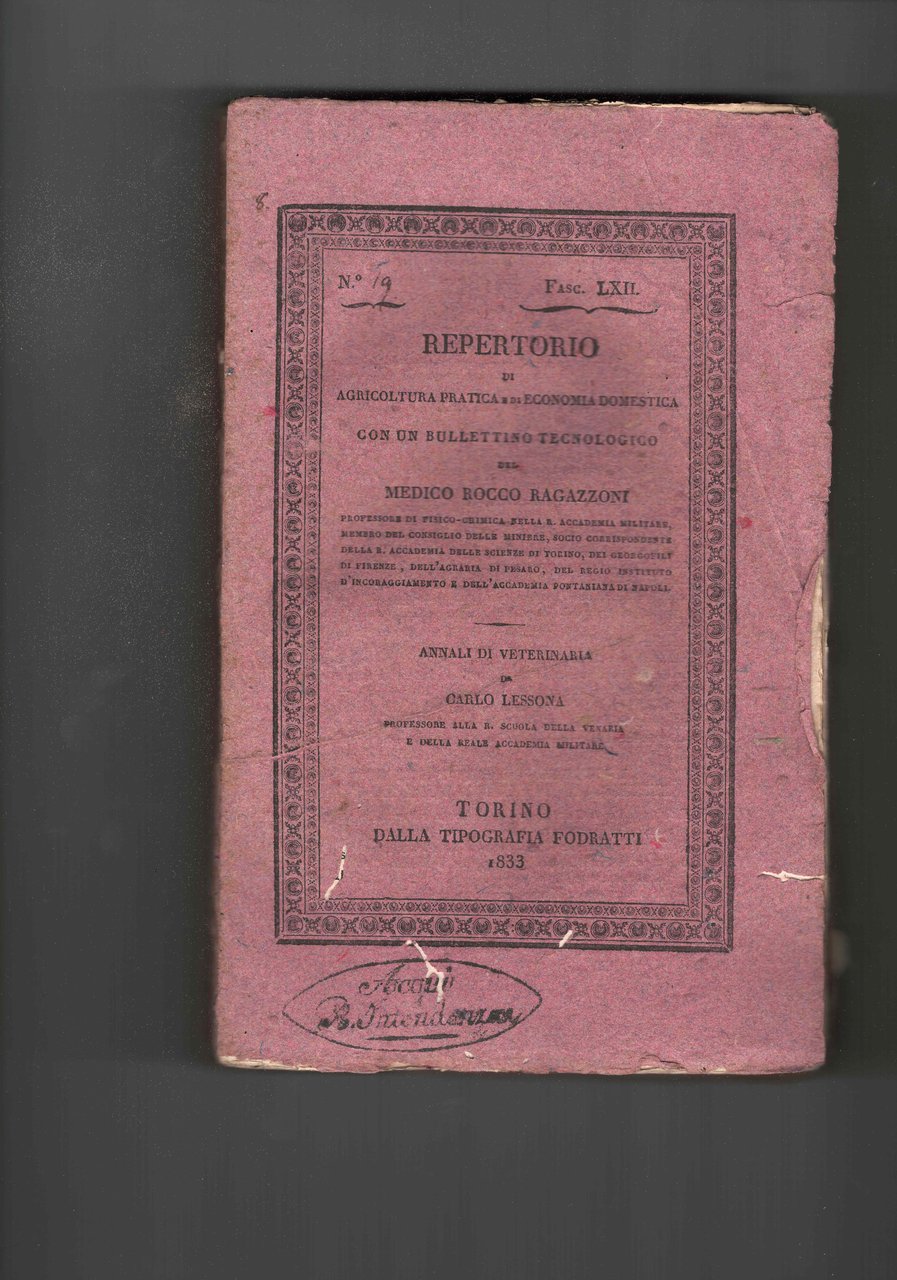 8.
N.º 19 Fasc. LXII.
REPERTORIO
DI
AGRICOLTURA PRATICA E DI ECONOMIA DOMESTICA
CON UN BULLETTINO TECNOLOGICO
DEL
MEDICO ROCCO RAGAZZONI
PROFESSORE DI FISICO-CHIMICA NELLA R. ACCADEMIA MILITARE,
MEMBRO DEL CONSIGLIO DELLE MINIERE, SOCIO CORRISPONDENTE
DELLA R. ACCADEMIA DELLE SCIENZE DI TORINO, DEI GEORGOFILI
DI FIRENZE, DELL'AGRARIA DI PESARO, DEL REGIO INSTITUTO
D'INCORAGGIAMENTO E DELL'ACCADEMIA PONTANIANA DI NAPOLI.
ANNALI DI VETERINARIA
DI
CARLO LESSONA
PROFESSORE ALLA R. SCUOLA DELLA VENARIA
E DELLA REALE ACCADEMIA MILITARE
TORINO
DALLA TIPOGRAFIA FODRATTI
1833
Acqui
R. Intendenza